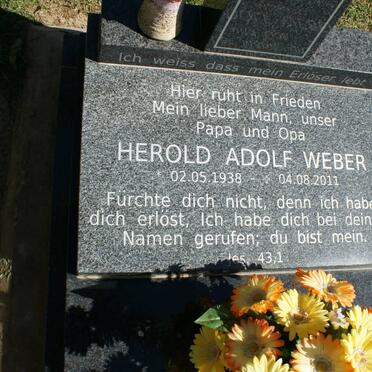 Ich weiss dass mein Erlöser lebt
Hier ruht in Frieden
Mein lieber Mann, unser
Papa und Opa
HEROLD ADOLF WEBER
* 02.05.1938 - 04.08.2011
Fürchte dich nicht, denn ich habe
dich erlöst, Ich habe dich bei dein
Namen gerufen; du bist mein.
Jes. 43,1